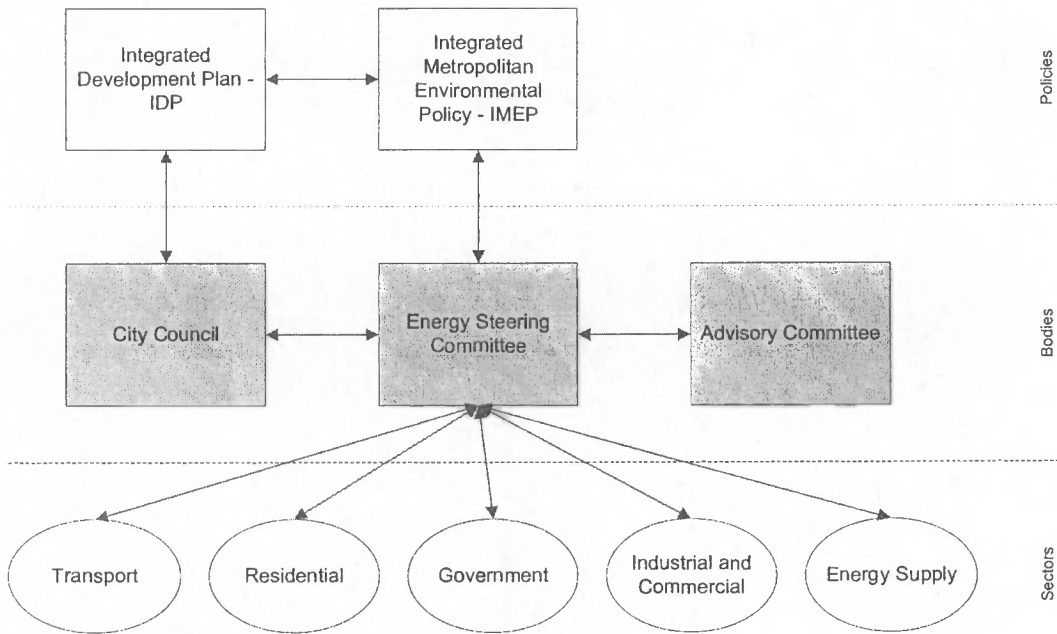 Integrated
Development Plan -
IDP
Integrated
Metropolitan
Environmental
Policy - IMEP
Policies
City Council
Energy Steering
Committee
Advisory Committee
Bodies
Transport
Residential
Government
Industrial and
Commercial
Energy Supply
Sectors